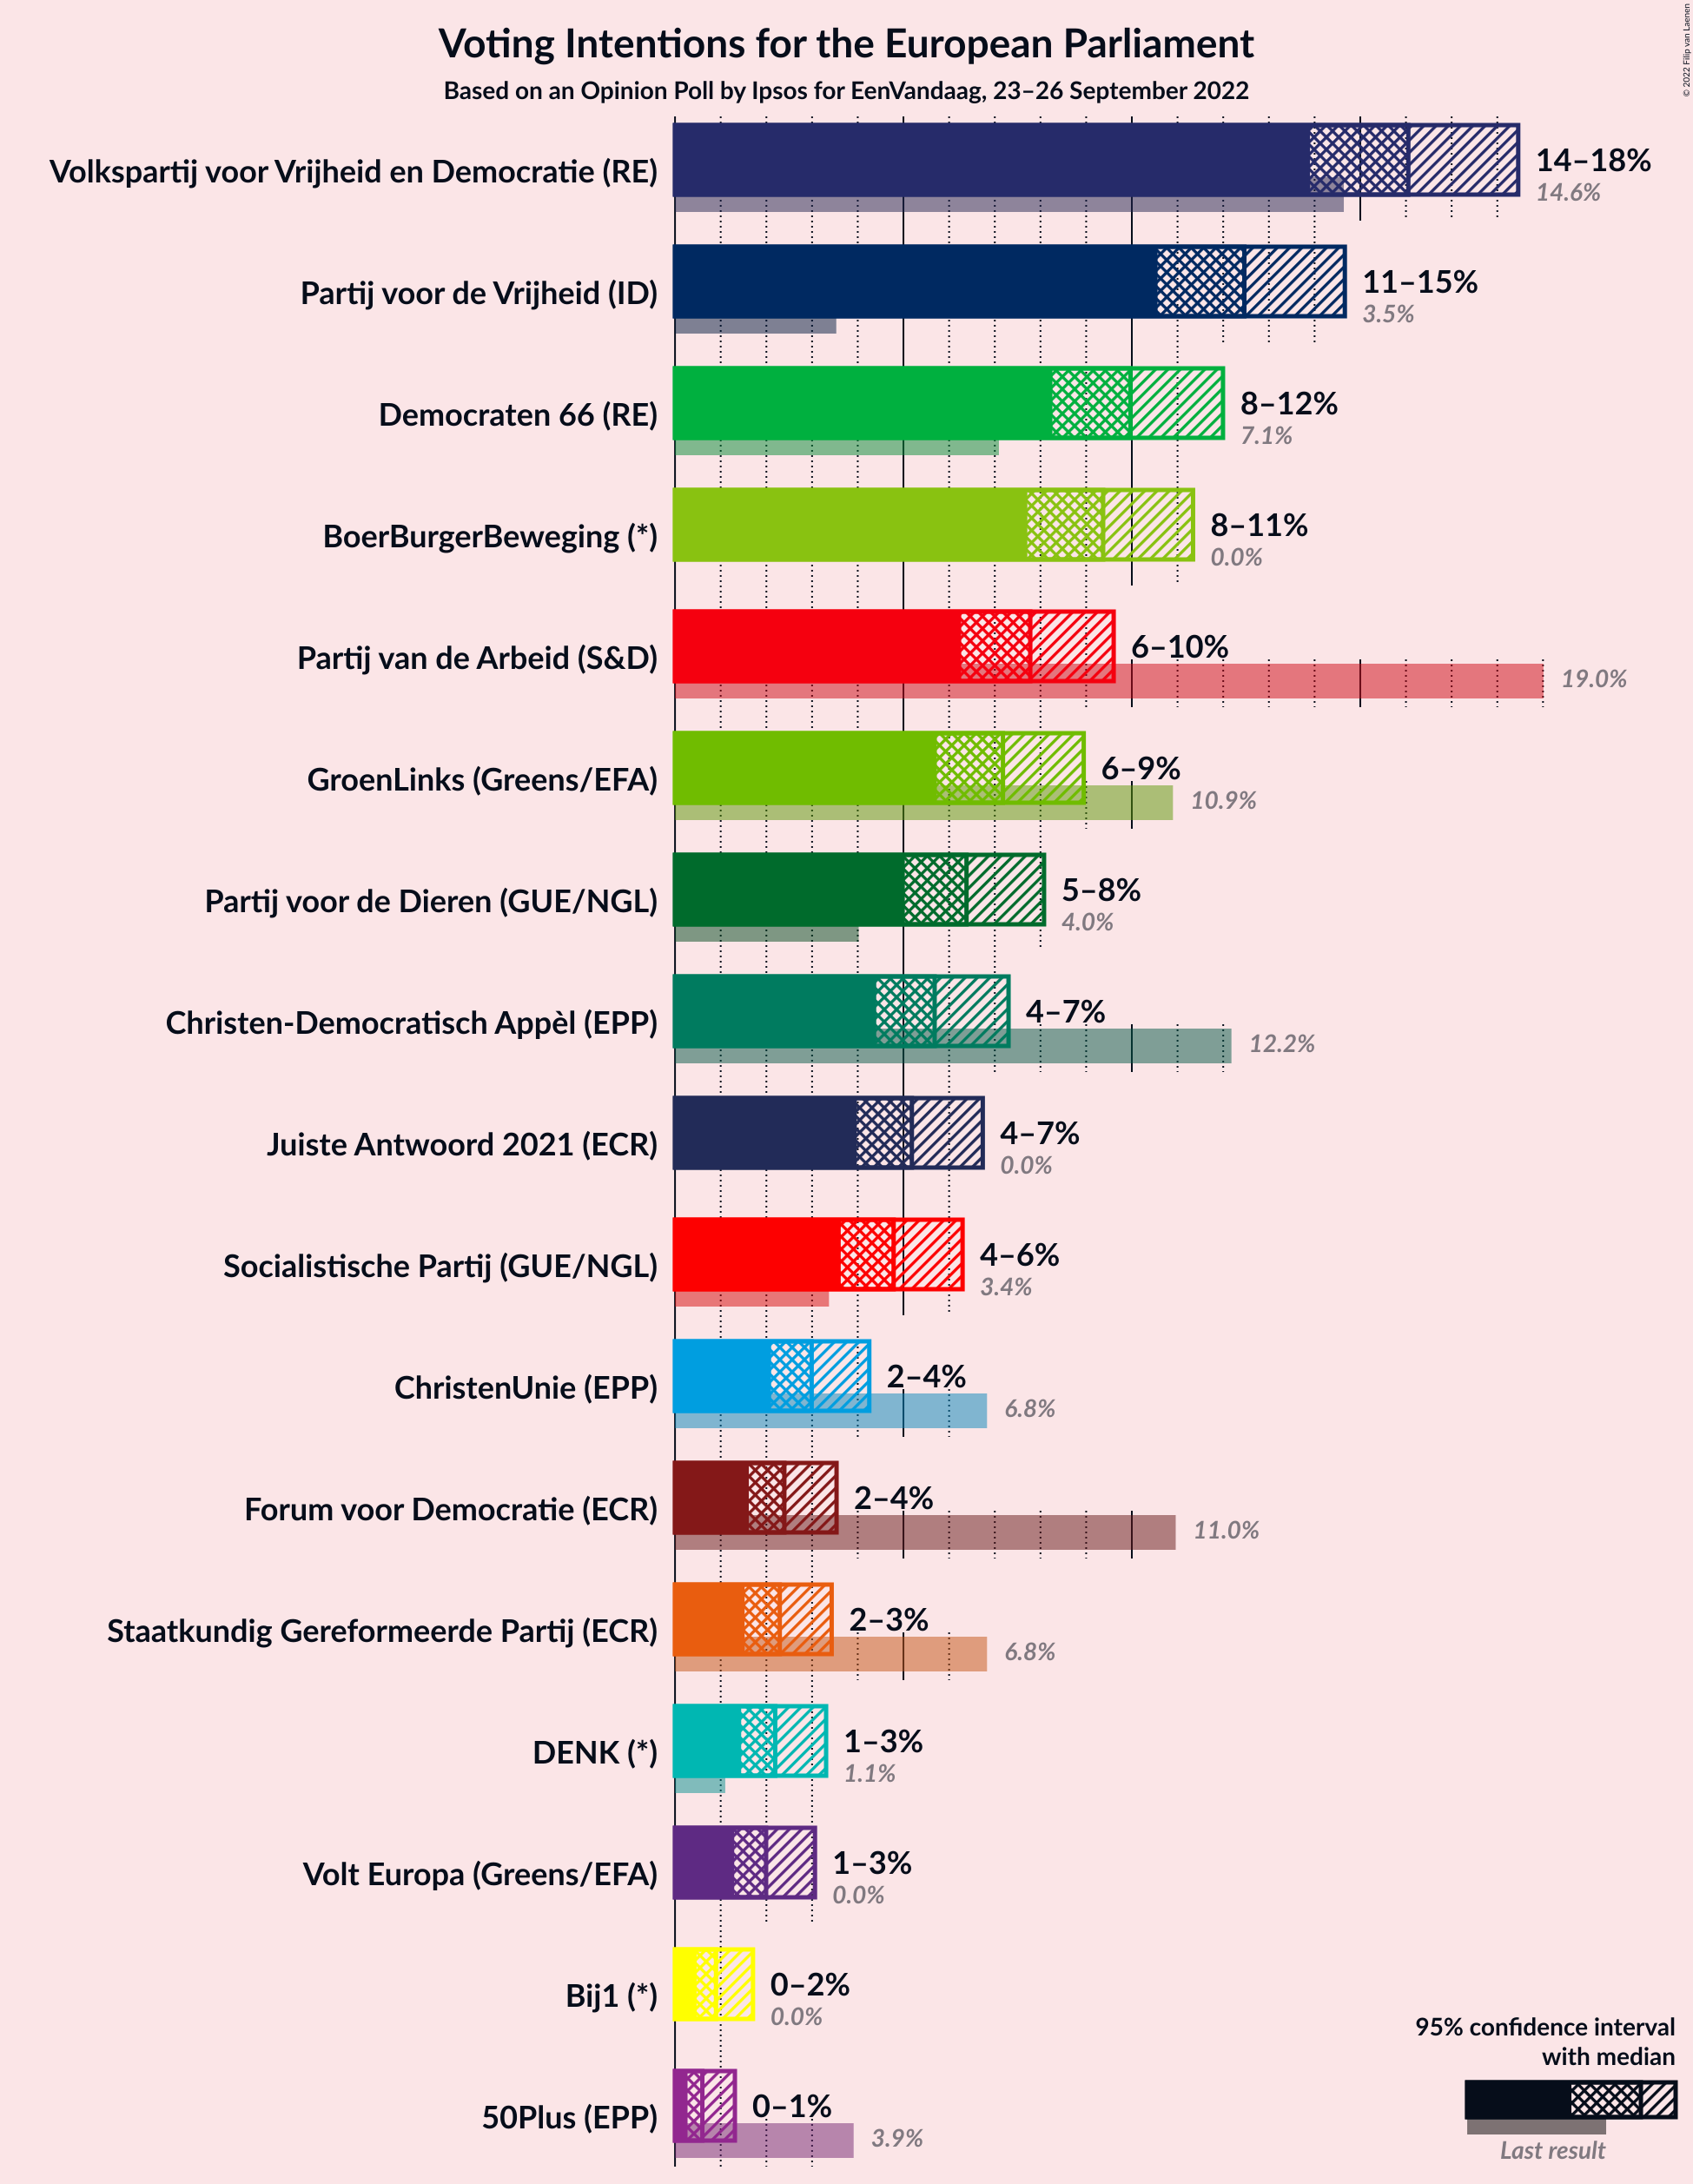 Voting Intentions for the European Parliament
Based on an Opinion Poll by Ipsos for EenVandaag, 23–26 September 2022
© 2022 Filip van Laenen
Volkspartij voor Vrijheid en Democratie (RE)
14–18%
14.6%
Partij voor de Vrijheid (ID)
11–15%
3.5%
Democraten 66 (RE)
8–12%
7.1%
BoerBurgerBeweging (*)
8–11%
0.0%
Partij van de Arbeid (S&D)
6–10%
19.0%
GroenLinks (Greens/EFA)
6–9%
10.9%
Partij voor de Dieren (GUE/NGL)
5–8%
4.0%
Christen-Democratisch Appèl (EPP)
4–7%
12.2%
Juiste Antwoord 2021 (ECR)
4–7%
0.0%
Socialistische Partij (GUE/NGL)
4–6%
3.4%
ChristenUnie (EPP)
2–4%
6.8%
Forum voor Democratie (ECR)
2–4%
11.0%
Staatkundig Gereformeerde Partij (ECR)
2–3%
6.8%
DENK (*)
1–3%
1.1%
Volt Europa (Greens/EFA)
1–3%
0.0%
Bij1 (*)
0–2%
0.0%
50Plus (EPP)
0–1%
3.9%
95% confidence interval
with median
Last result